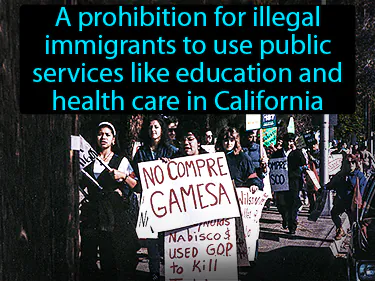 A prohibition for illegal
immigrants to use public
services like education and
health care in California
NO COMPRE
GAMESA
NABISCO &
USED GOP
to Kill